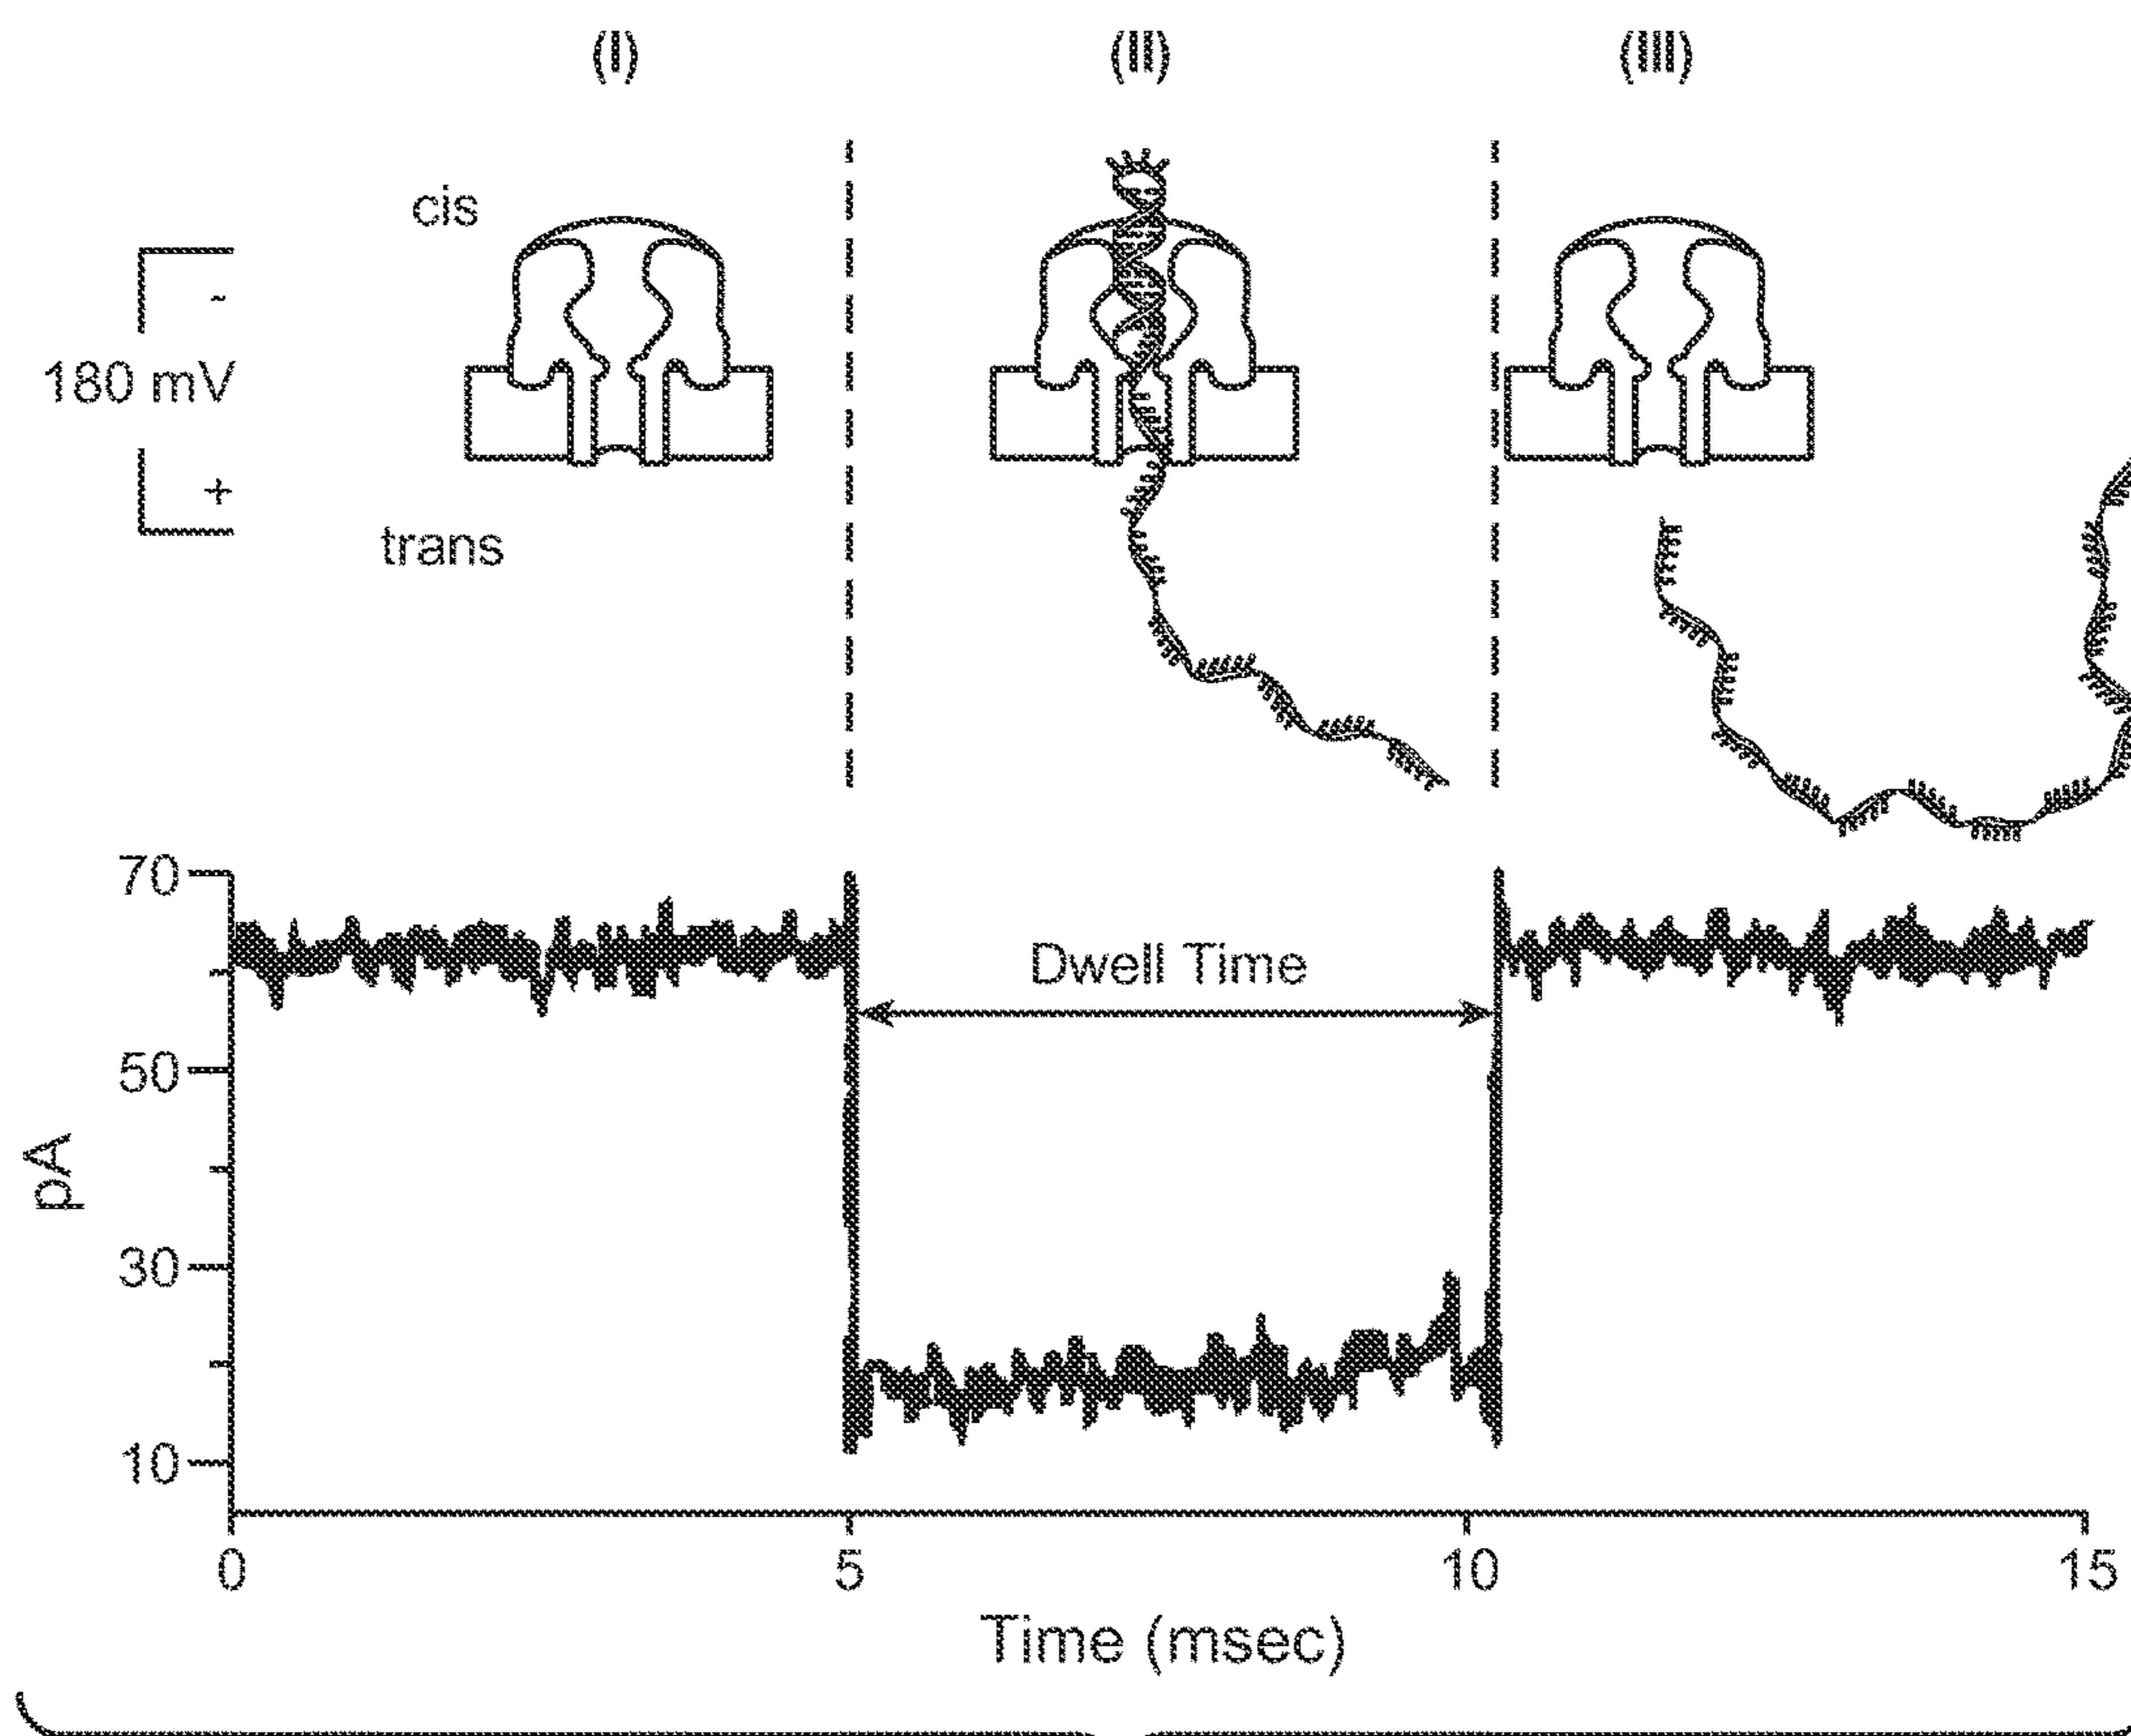 (I) (II) (III)
cis
-
180 mV
+
trans
70
Dwell Time
50
pA
30
10
0 5 10 15
Time (msec)